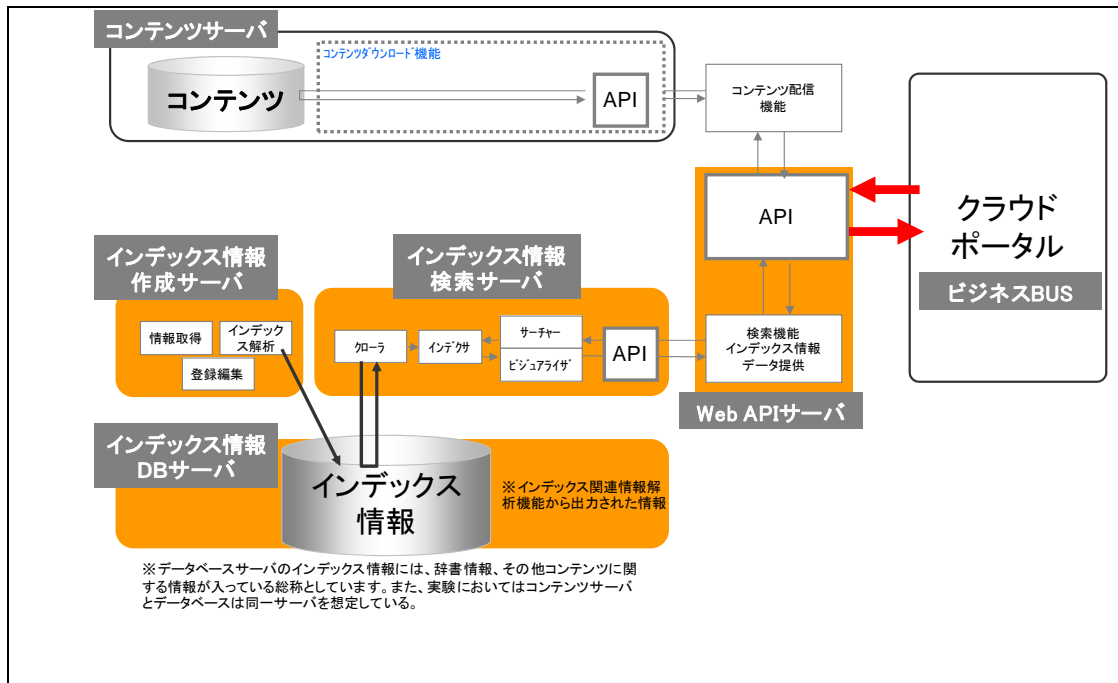 コンテンツサーバ
コンテンツダウンロード機能
コンテンツ
API
コンテンツ配信
機能
API
クラウド
ポータル
ビジネスBUS
インデックス情報
作成サーバ
情報取得
インデック
ス解析
登録編集
インデックス情報
検索サーバ
クローラ
インデクサ
サーチャー
ビジュアライザ
API
検索機能
インデックス情報
データ提供
Web APIサーバ
インデックス情報
DBサーバ
インデックス
情報
※インデックス関連情報解
析機能から出力された情報
※データベースサーバのインデックス情報には、辞書情報、その他コンテンツに関
する情報が入っている総称としています。また、実験においてはコンテンツサーバ
とデータベースは同一サーバを想定している。